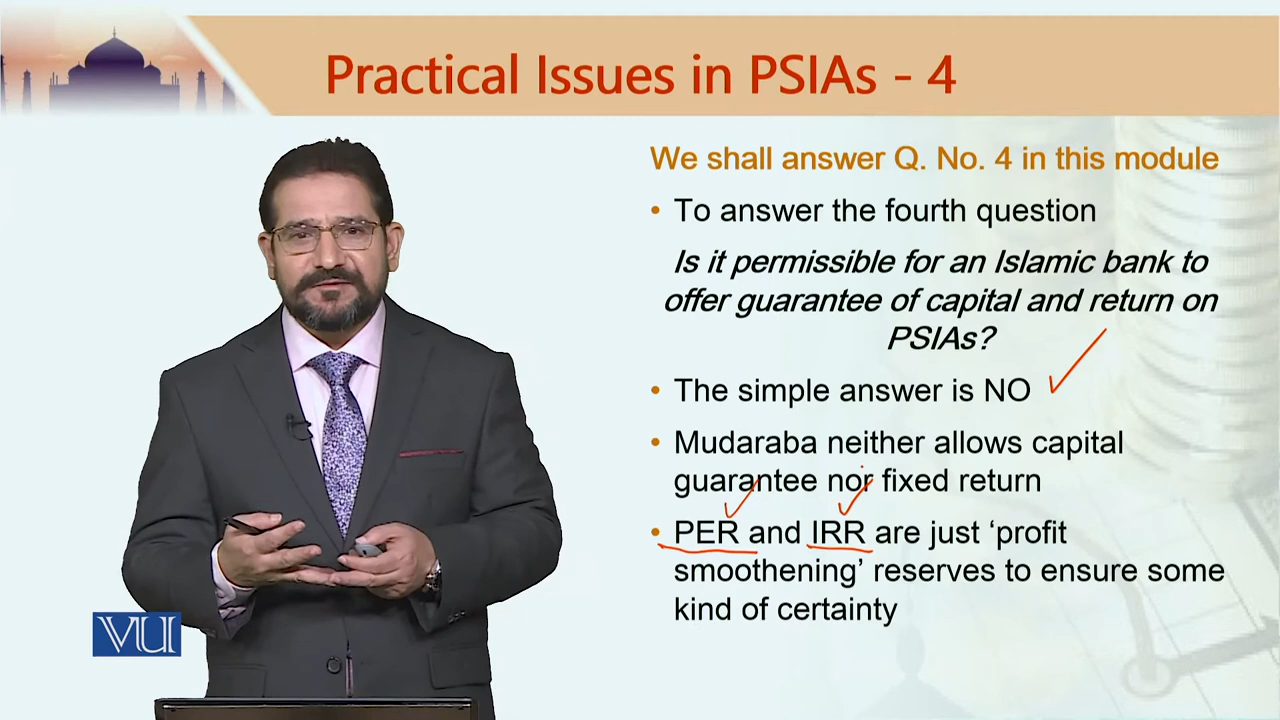 Practical Issues in PSIAs - 4
We shall answer Q. No. 4 in this module
• To answer the fourth question
Is it permissible for an Islamic bank to
offer guarantee of capital and return on
PSIAs?
• The simple answer is NO
• Mudaraba neither allows capital
guarantee nor fixed return
• PER and IRR are just ‘profit
smoothening’ reserves to ensure some
kind of certainty
VU